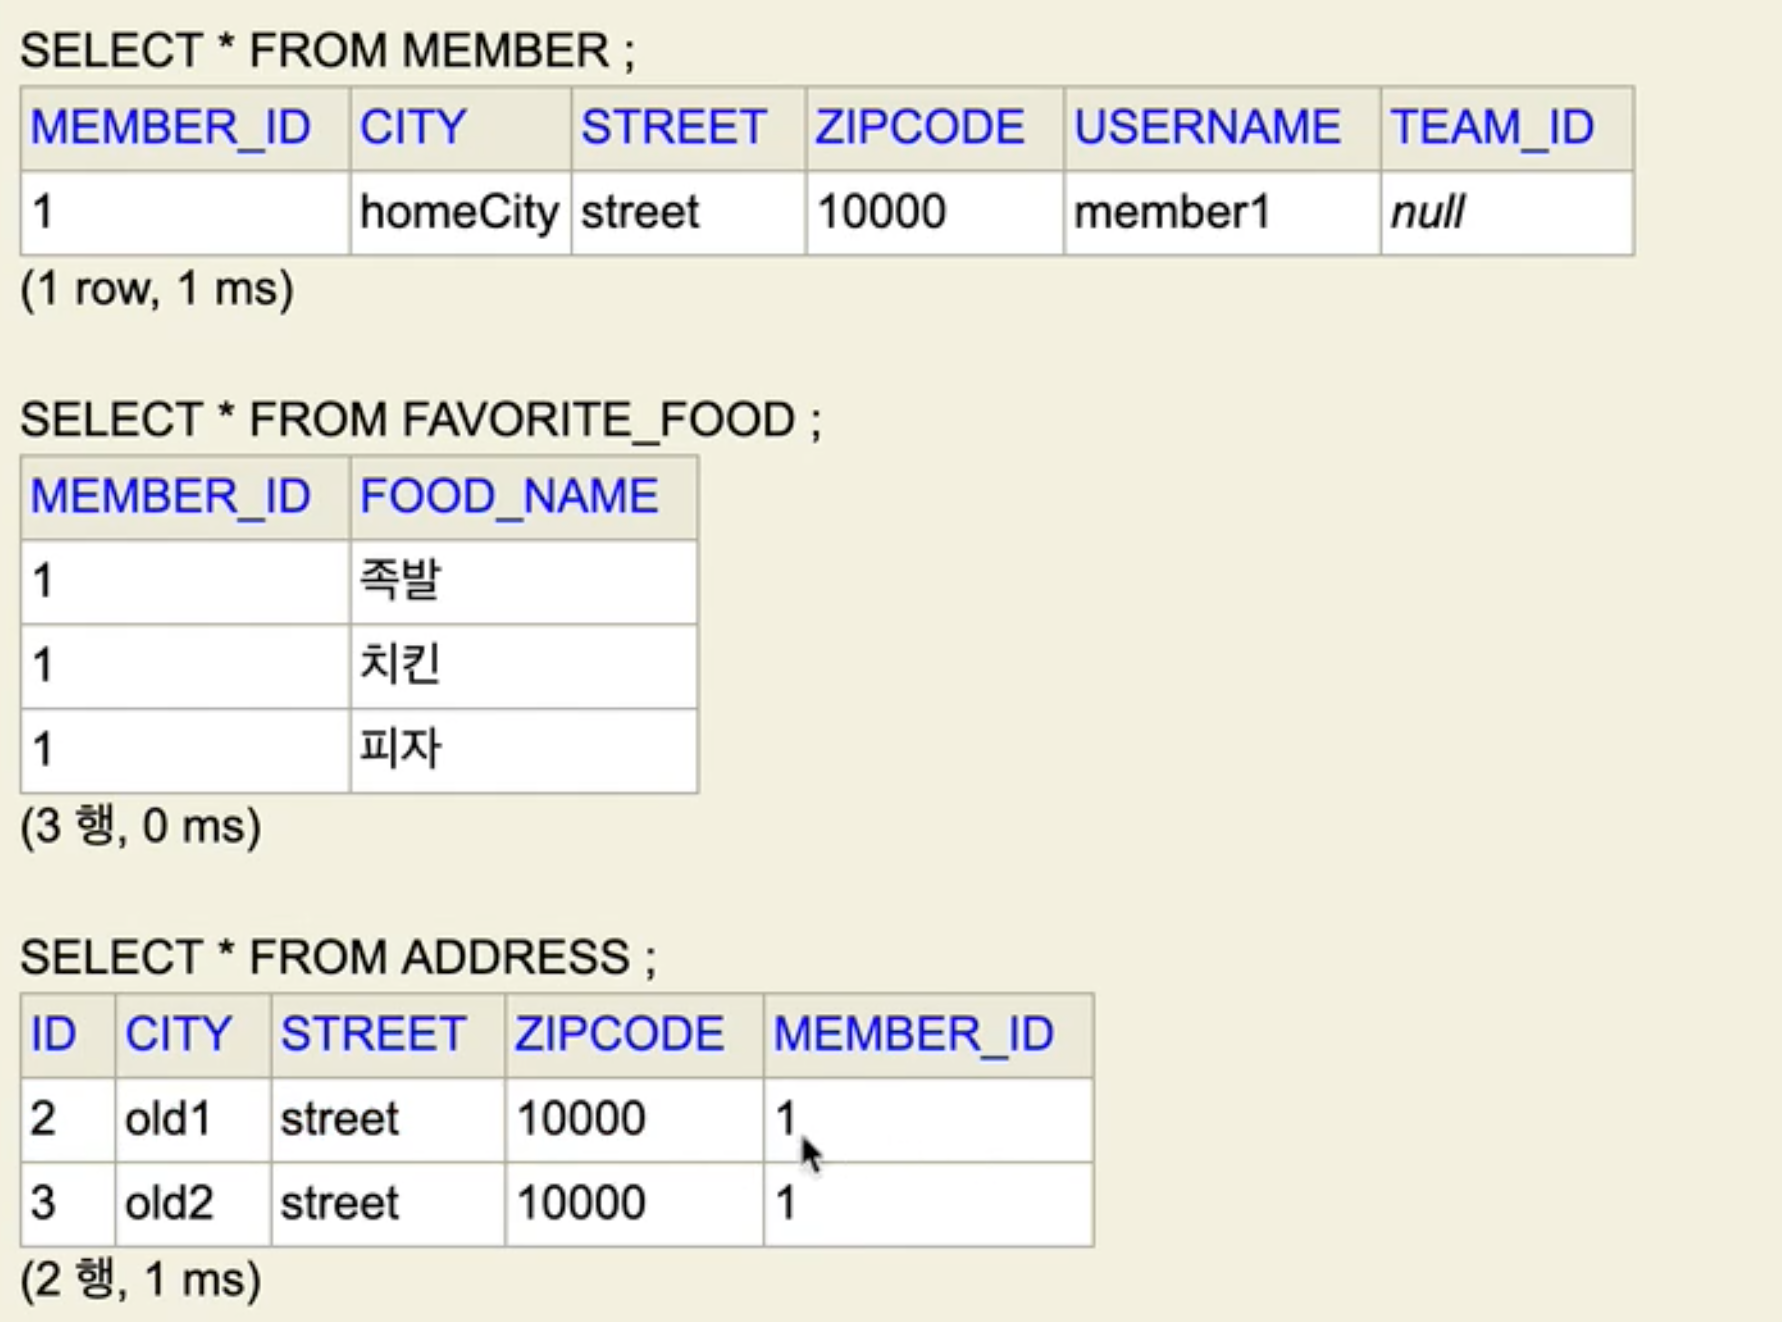 SELECT * FROM MEMBER ;
MEMBER_ID CITY STREET ZIPCODE USERNAME TEAM_ID
1 homeCity street 10000 member1 null
(1 row, 1 ms)
SELECT * FROM FAVORITE_FOOD ;
MEMBER_ID FOOD_NAME
1 족발
1 치킨
1 피자
(3 행, 0 ms)
SELECT * FROM ADDRESS ;
ID CITY STREET ZIPCODE MEMBER_ID
2 old1 street 10000 1
3 old2 street 10000 1
(2 행, 1 ms)